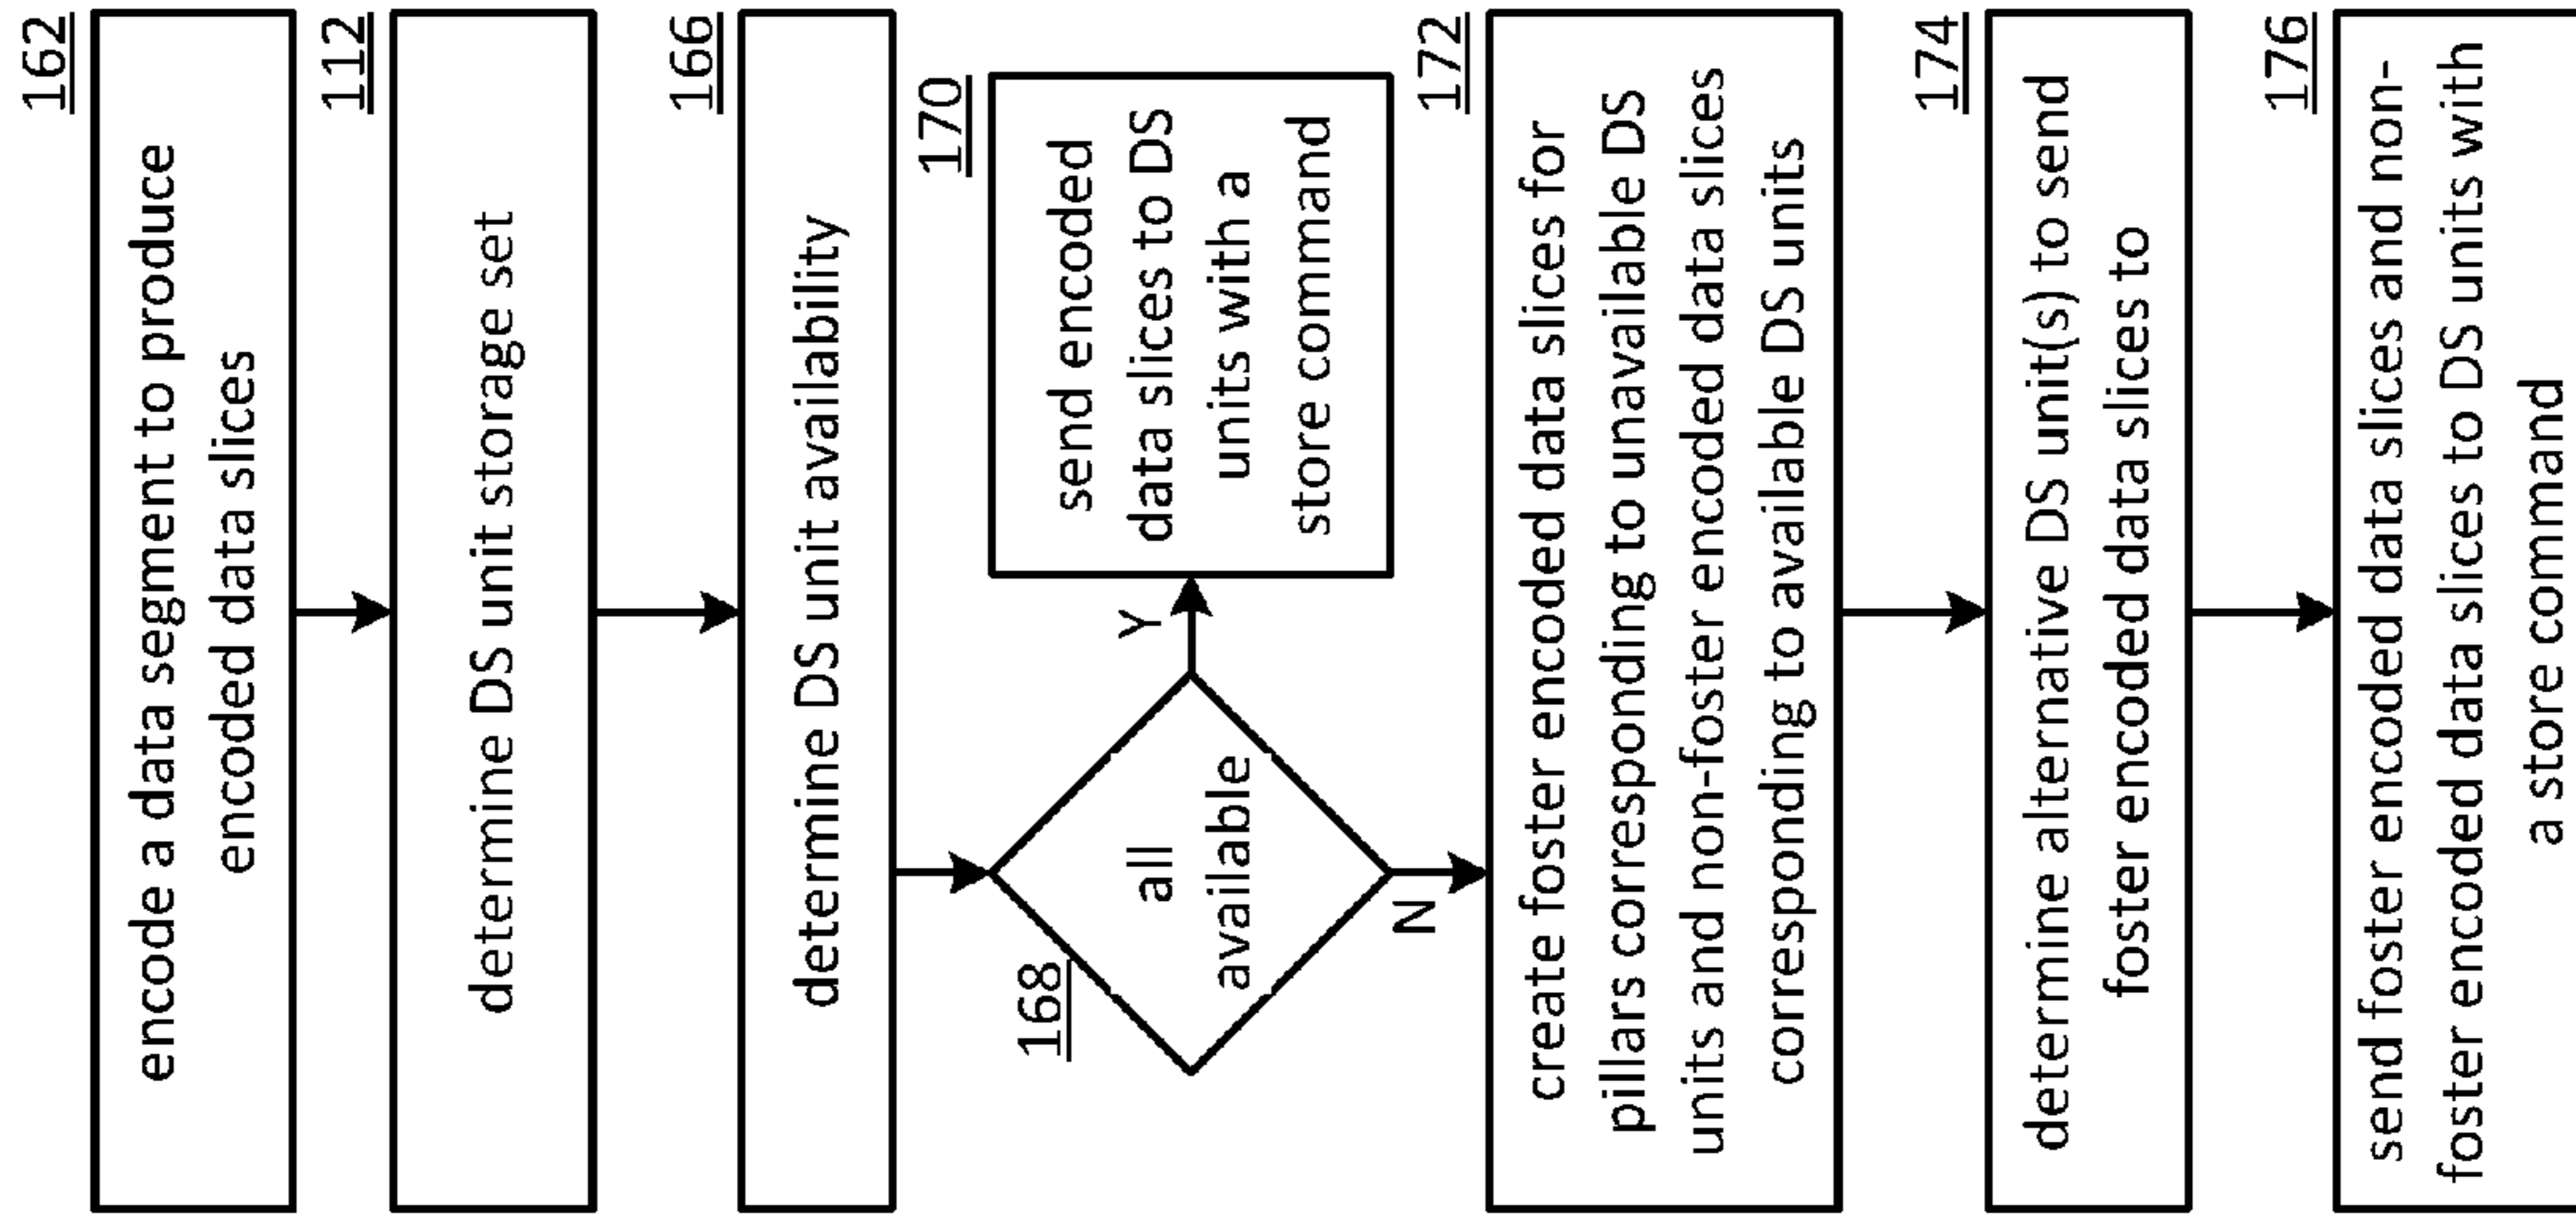 162
encode a data segment to produce
encoded data slices
112
determine DS unit storage set
166
determine DS unit availability
168
all
available
Y
170
send encoded
data slices to DS
units with a
store command
N
172
create foster encoded data slices for
pillars corresponding to unavailable DS
units and non-foster encoded data slices
corresponding to available DS units
174
determine alternative DS unit(s) to send
foster encoded data slices to
176
send foster encoded data slices and non-
foster encoded data slices to DS units with
a store command